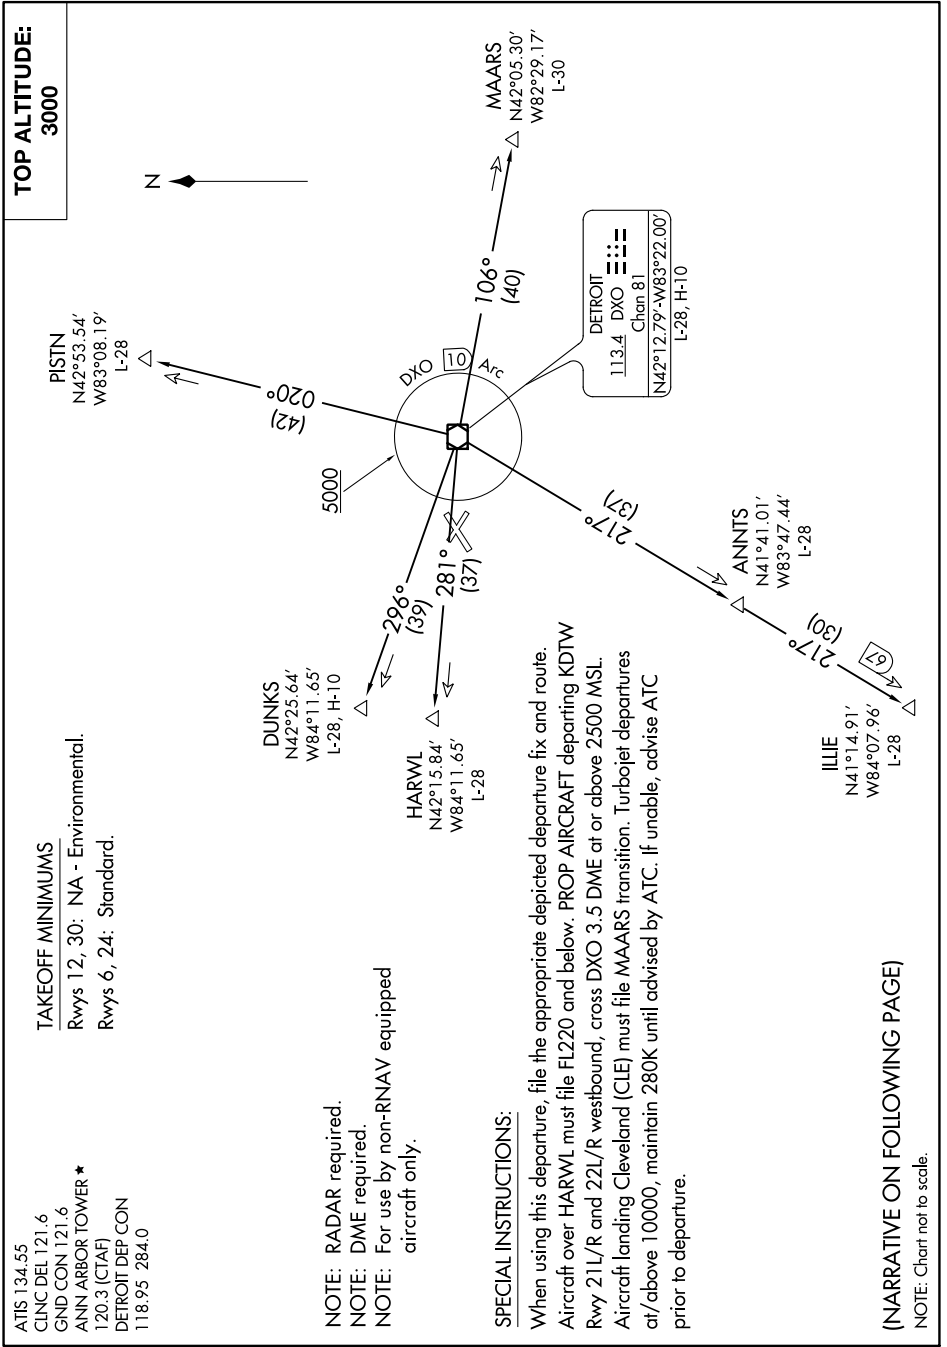 TOP ALTITUDE:
3000
ATIS 134.55
CLNC DEL 121.6
GND CON 121.6
ANN ARBOR TOWER ★
120.3 (CTAF)
DETROIT DEP CON
118.95 284.0
TAKEOFF MINIMUMS
Rwys 12, 30: NA - Environmental.
Rwys 6, 24: Standard.
N
PISTN
N42°53.54′
W83°08.19′
L-28
MAARS
N42°05.30′
W82°29.17′
L-30
020°
(42)
106°
(40)
DXO 10 Arc
5000
DETROIT
113.4 DXO
Chan 81
N42°12.79′-W83°22.00′
L-28, H-10
DUNKS
N42°25.64′
W84°11.65′
L-28, H-10
296°
(39)
281°
(37)
HARWL
N42°15.84′
W84°11.65′
L-28
217°
(37)
ANNTS
N41°41.01′
W83°47.44′
L-28
217°
(30)
67
ILLIE
N41°14.91′
W84°07.96′
L-28
NOTE: RADAR required.
NOTE: DME required.
NOTE: For use by non-RNAV equipped
aircraft only.
SPECIAL INSTRUCTIONS:
When using this departure, file the appropriate depicted departure fix and route.
Aircraft over HARWL must file FL220 and below. PROP AIRCRAFT departing KDTW
Rwy 21L/R and 22L/R westbound, cross DXO 3.5 DME at or above 2500 MSL.
Aircraft landing Cleveland (CLE) must file MAARS transition. Turbojet departures
at/above 10000, maintain 280K until advised by ATC. If unable, advise ATC
prior to departure.
(NARRATIVE ON FOLLOWING PAGE)
NOTE: Chart not to scale.